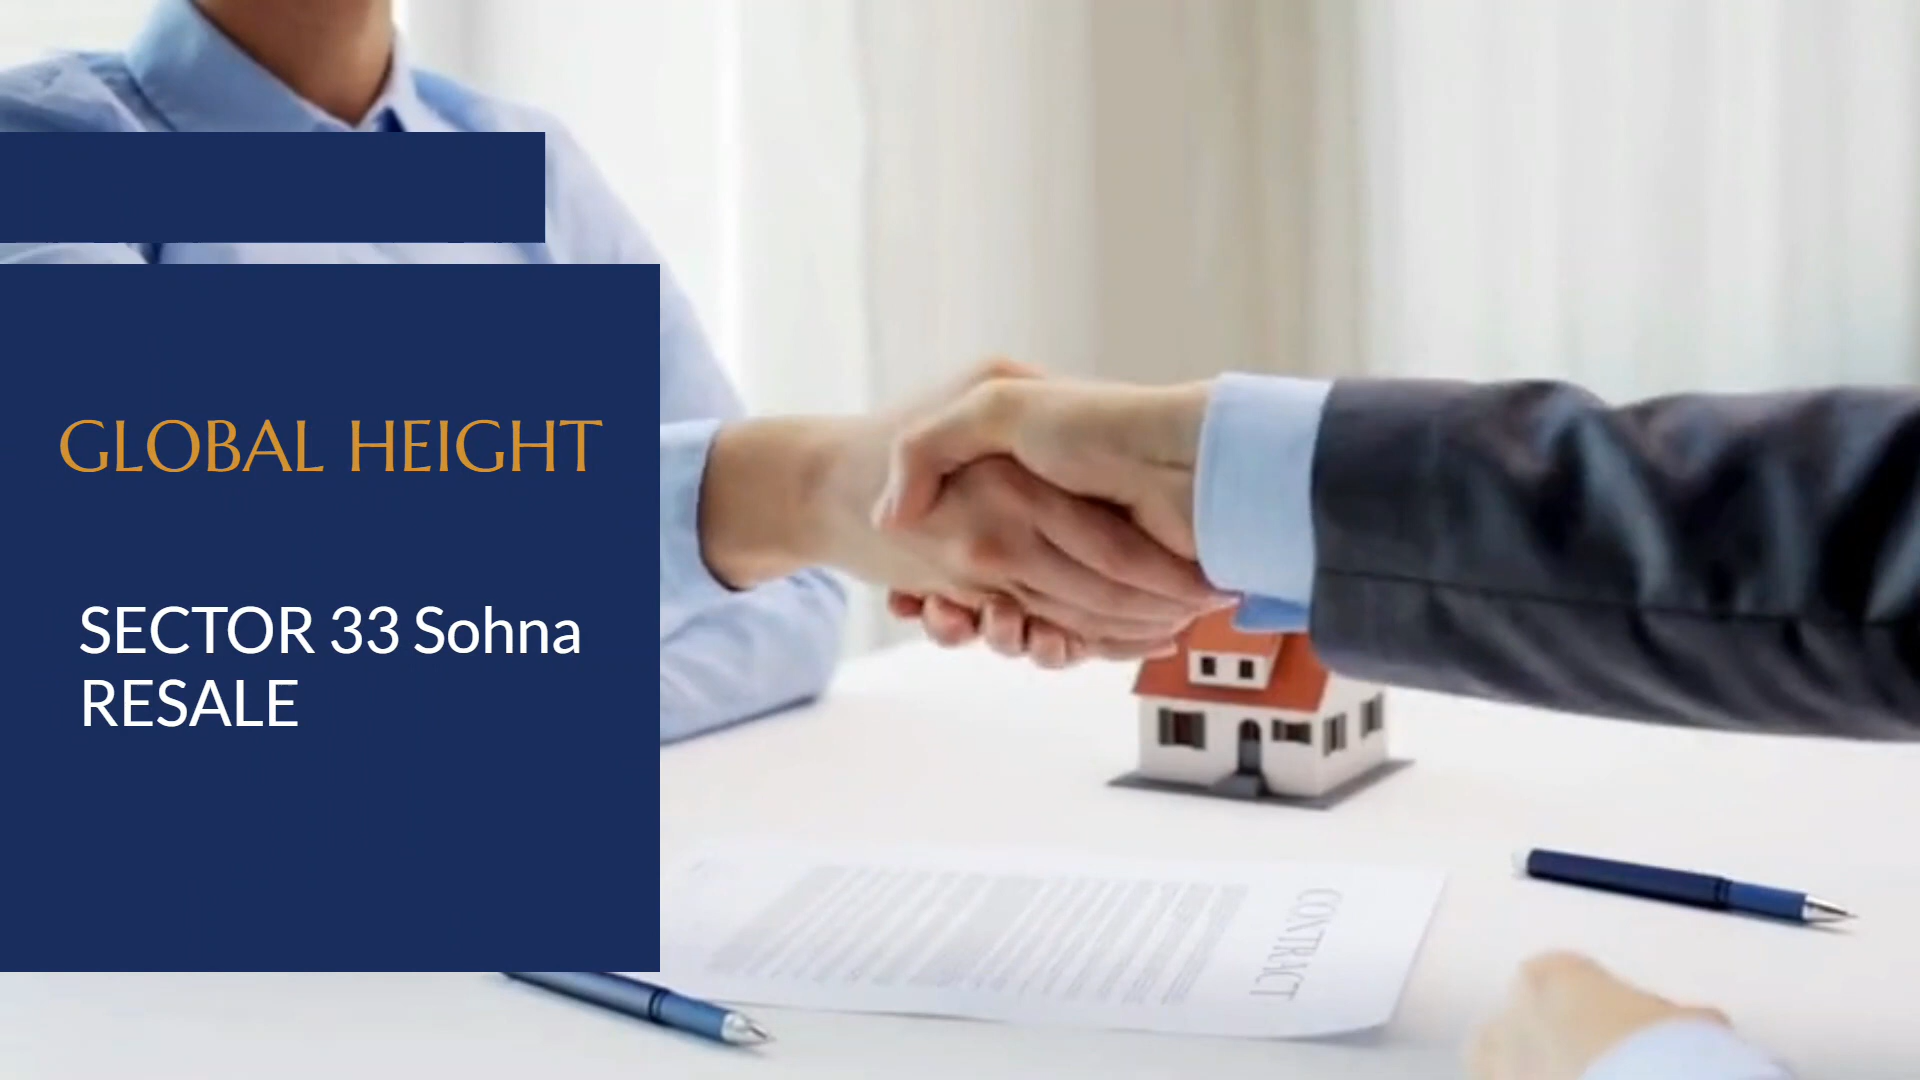 GLOBAL HEIGHT
SECTOR 33 Sohna
RESALE
CONTRACT